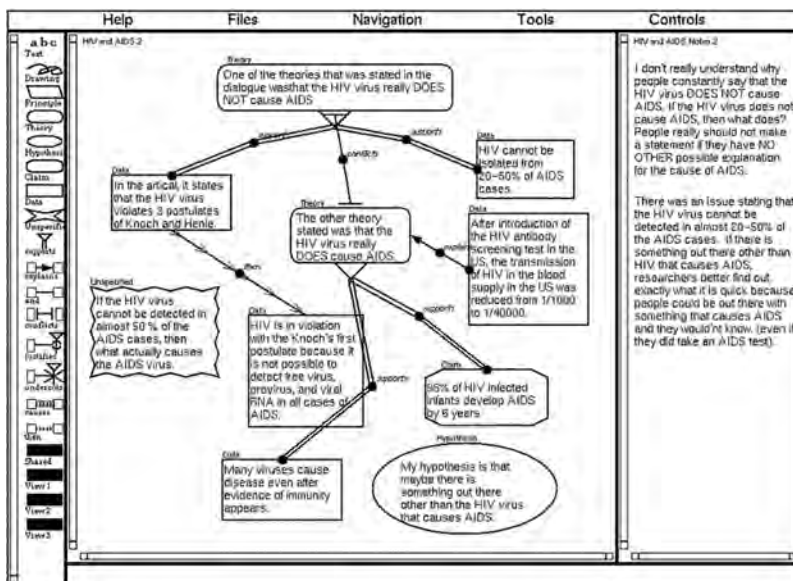 Help Files Navigation Tools Controls
abc
Text
Drawing
Principle
Theory
Hypothesis
Claim
Data
Unspecified
supports
explains
and
conflicts
justifies
undercuts
causes
then
Shared
View1
View2
View3
HIV and AIDS.2
Theory
One of the theories that was stated in the
dialogue wasthat the HIV virus really DOES
NOT cause AIDS
supports
conflicts
supports
Data
HIV cannot be
isolated from
20-50% of AIDS
cases.
Data
In the artical, it states
that the HIV virus
violates 3 postulates
of Knoch and Henle.
Theory
The other theory
stated was that the
HIV virus really
DOES cause AIDS.
Data
After introduction of
the HIV antibody
screening test in the
US, the transmission
of HIV in the blood
supply in the US was
reduced from 1/1000
to 1/40000.
explains
then
Unspecified
If the HIV virus
cannot be detected in
almost 50 % of the
AIDS cases, then
what actually causes
the AIDS virus.
Data
HIV is in violation
with the Knoch's first
postulate because it
is not possible to
detect free virus,
provirus, and viral
RNA in all cases of
AIDS.
supports
supports
Claim
95% of HIV infected
infants develop AIDS
by 6 years
Data
Many viruses cause
disease even after
evidence of immunity
appears.
Hypothesis
My hypothesis is that
maybe there is
something out there
other than the HIV virus
that causes AIDS.
HIV and AIDS Notes.2
I don't really understand why
people constantly say that the
HIV virus DOES NOT cause
AIDS. If the HIV virus does not
cause AIDS, then what does?
People really should not make
a statement if they have NO
OTHER possible explanation
for the cause of AIDS.
There was an issue stating that
the HIV virus cannot be
detected in almost 20-50% of
the AIDS cases. If there is
something out there other than
HIV that causes AIDS,
researchers better find out
exactly what it is quick because
people could be out there with
something that causes AIDS
and they would'nt know. (even if
they did take an AIDS test).